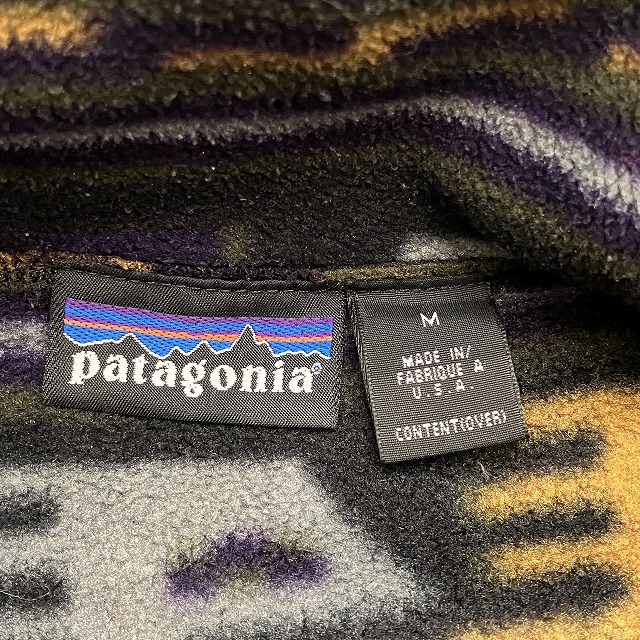 patagonia®
M
MADE IN/
FABRIQUE A
U.S.A.
CONTENT(OVER)